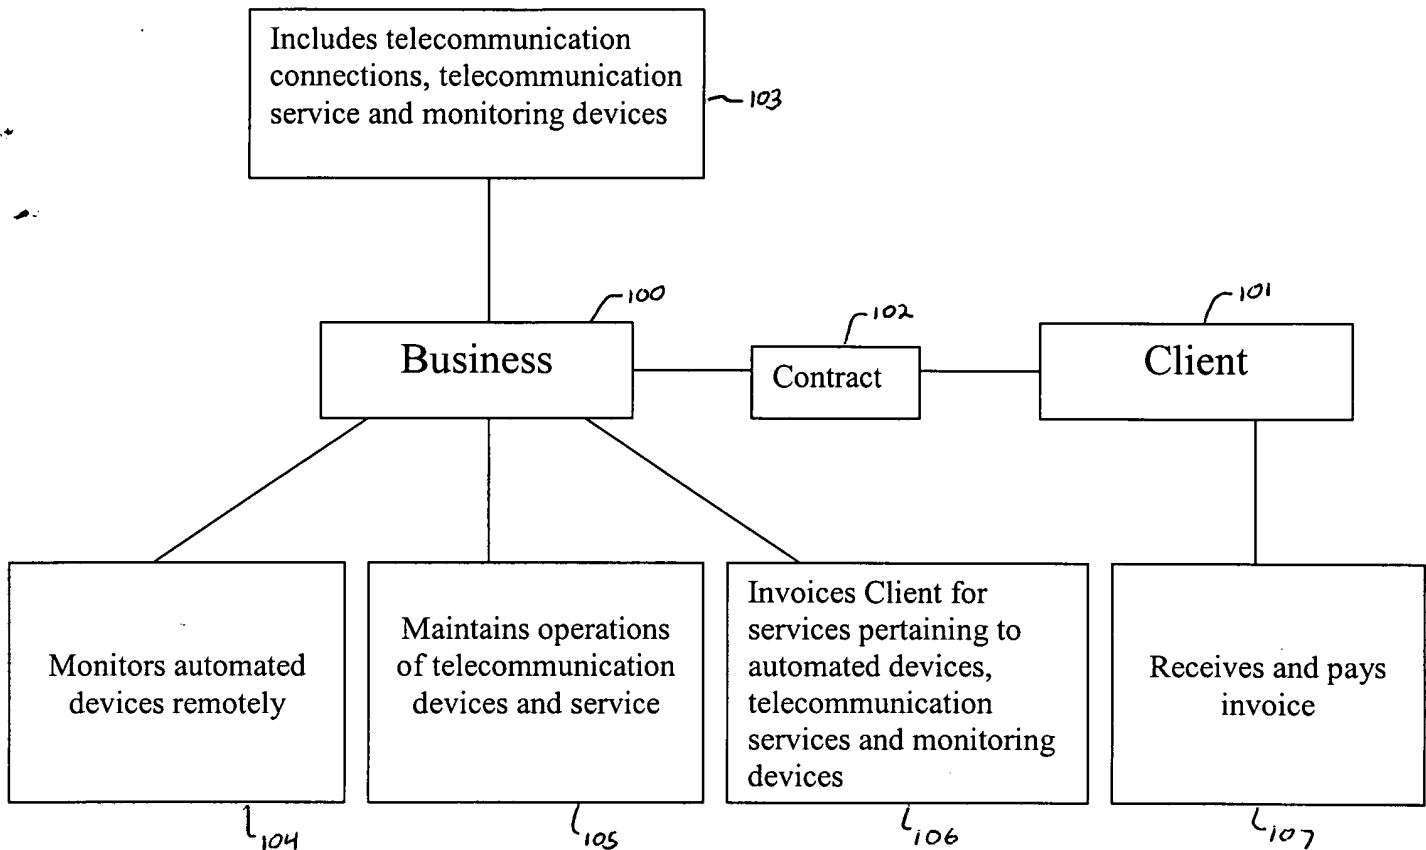 Includes telecommunication
connections, telecommunication
service and monitoring devices
103
100
102
101
Business
Contract
Client
Monitors automated
devices remotely
Maintains operations
of telecommunication
devices and service
Invoices Client for
services pertaining to
automated devices,
telecommunication
services and monitoring
devices
Receives and pays
invoice
104
105
106
107